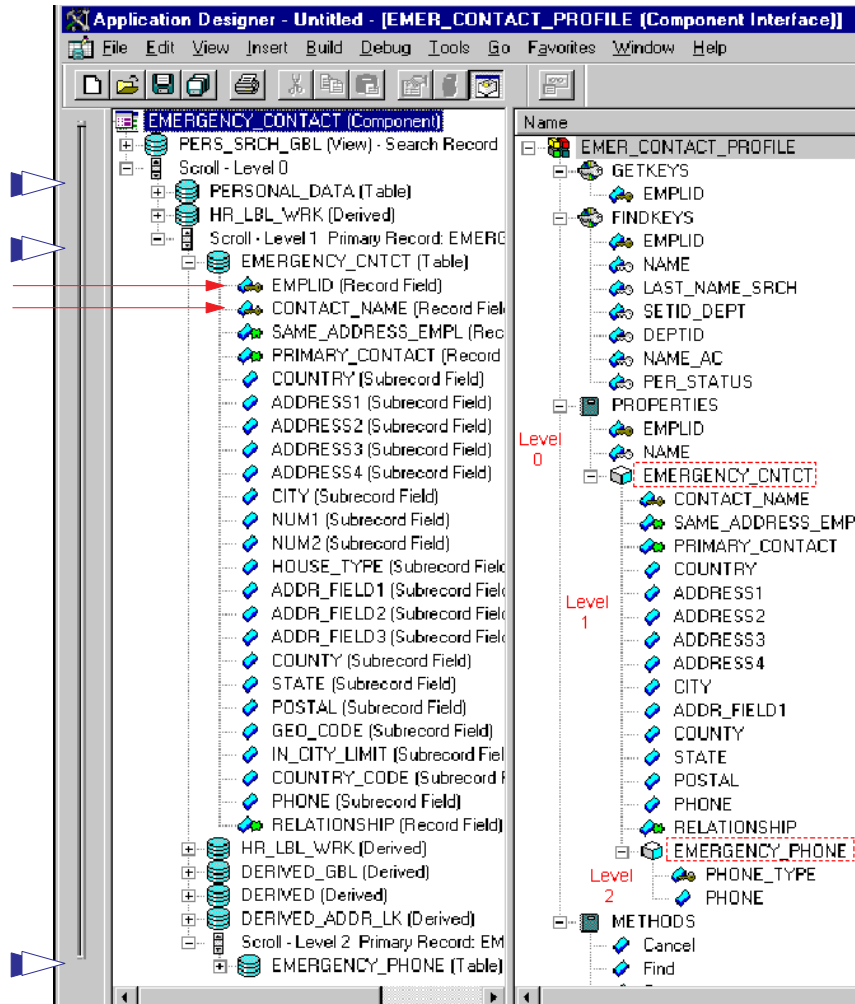 Application Designer - Untitled - [EMER_CONTACT_PROFILE (Component Interface)]
File Edit View Insert Build Debug Tools Go Favorites Window Help
EMERGENCY_CONTACT (Component)
PERS_SRCH_GBL (View) - Search Record
Scroll - Level 0
PERSONAL_DATA (Table)
HR_LBL_WRK (Derived)
Scroll - Level 1 Primary Record: EMERG
EMERGENCY_CNTCT (Table)
EMPLID (Record Field)
CONTACT_NAME (Record Fiel
SAME_ADDRESS_EMPL (Rec
PRIMARY_CONTACT (Record
COUNTRY (Subrecord Field)
ADDRESS1 (Subrecord Field)
ADDRESS2 (Subrecord Field)
ADDRESS3 (Subrecord Field)
ADDRESS4 (Subrecord Field)
CITY (Subrecord Field)
NUM1 (Subrecord Field)
NUM2 (Subrecord Field)
HOUSE_TYPE (Subrecord Field
ADDR_FIELD1 (Subrecord Field
ADDR_FIELD2 (Subrecord Field
ADDR_FIELD3 (Subrecord Field
COUNTY (Subrecord Field)
STATE (Subrecord Field)
POSTAL (Subrecord Field)
GEO_CODE (Subrecord Field)
IN_CITY_LIMIT (Subrecord Fiel
COUNTRY_CODE (Subrecord F
PHONE (Subrecord Field)
RELATIONSHIP (Record Field)
HR_LBL_WRK (Derived)
DERIVED_GBL (Derived)
DERIVED (Derived)
DERIVED_ADDR_LK (Derived)
Scroll - Level 2 Primary Record: EM
EMERGENCY_PHONE (Table)
Name
EMER_CONTACT_PROFILE
GETKEYS
EMPLID
FINDKEYS
EMPLID
NAME
LAST_NAME_SRCH
SETID_DEPT
DEPTID
NAME_AC
PER_STATUS
PROPERTIES
EMPLID
Level
0
NAME
EMERGENCY_CNTCT
CONTACT_NAME
SAME_ADDRESS_EMP
PRIMARY_CONTACT
COUNTRY
ADDRESS1
Level
1
ADDRESS2
ADDRESS3
ADDRESS4
CITY
ADDR_FIELD1
COUNTY
STATE
POSTAL
PHONE
RELATIONSHIP
EMERGENCY_PHONE
Level
2
PHONE_TYPE
PHONE
METHODS
Cancel
Find